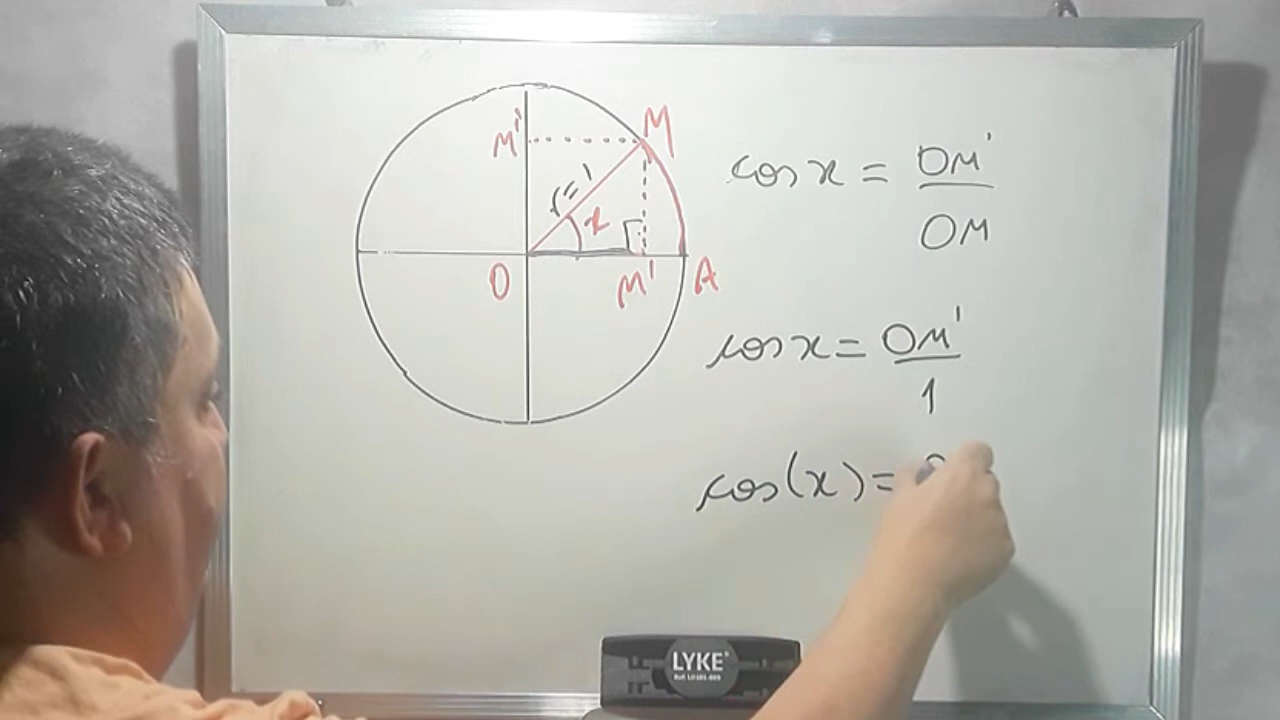 M"
M
r=1
x
O
M'
A
cos x = OM'
OM
cos x = OM'
1
cos(x) =
LYKE